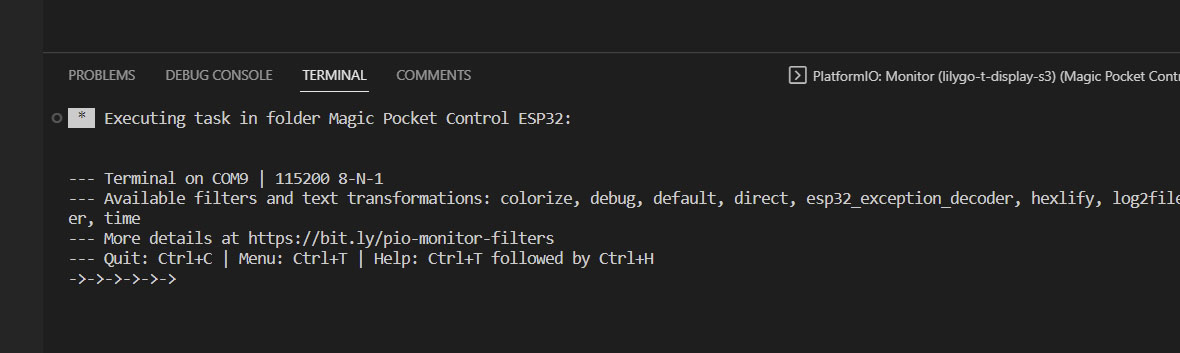 PROBLEMS DEBUG CONSOLE TERMINAL COMMENTS PlatformIO: Monitor (lilygo-t-display-s3) (Magic Pocket Contr
* Executing task in folder Magic Pocket Control ESP32:
--- Terminal on COM9 | 115200 8-N-1
--- Available filters and text transformations: colorize, debug, default, direct, esp32_exception_decoder, hexlify, log2file
er, time
--- More details at https://bit.ly/pio-monitor-filters
--- Quit: Ctrl+C | Menu: Ctrl+T | Help: Ctrl+T followed by Ctrl+H
->->->->->->